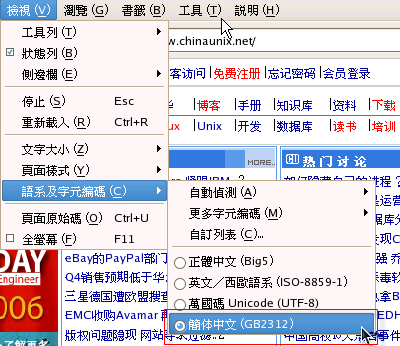 檢視 (V) 瀏覽 (G) 書籤 (B) 工具 (T) 説明 (H)
工具列 (T)
狀態列 (B)
側邊欄 (E)
停止 (S) Esc
重新載入 (R) Ctrl+R
文字大小 (Z)
頁面樣式 (Y)
語系及字元編碼 (C)
頁面原始碼 (O) Ctrl+U
全螢幕 (F) F11
自動偵測 (A)
更多字元編碼 (M)
自訂列表 (C)...
正體中文 (Big5)
英文／西歐語系 (ISO-8859-1)
萬國碼 Unicode (UTF-8)
簡体中文 (GB2312)
w.chinaunix.net/
客访问 | 免费注册 | 忘记密码 | 会员登录
博客 | 手册 | 知识库 | 资料 | 下载
ux | Unix | 开发 | 数据库 | 读书 | 培训
MORE..
热门讨论
DAY
Engineer
006
eBay的PayPal部门
Q4销售预期低于华
三星德国遭欧盟搜查
EMC收购Avamar
版权问题隐现